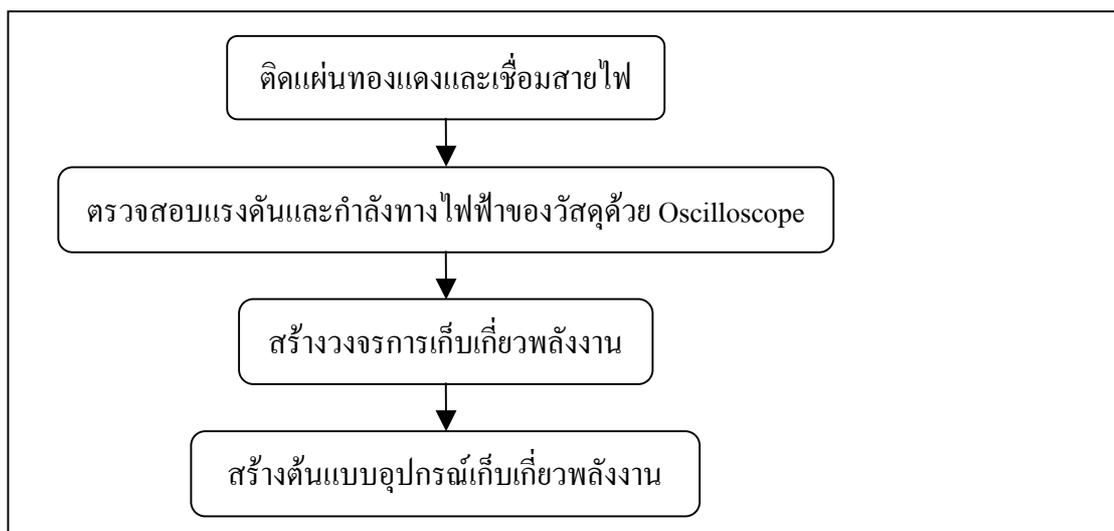 ติดแผ่นทองแดงและเชื่อมสายไฟ
ตรวจสอบแรงดันและกำลังทางไฟฟ้าของวัสดุด้วย Oscilloscope
สร้างวงจรการเก็บเกี่ยวพลังงาน
สร้างต้นแบบอุปกรณ์เก็บเกี่ยวพลังงาน